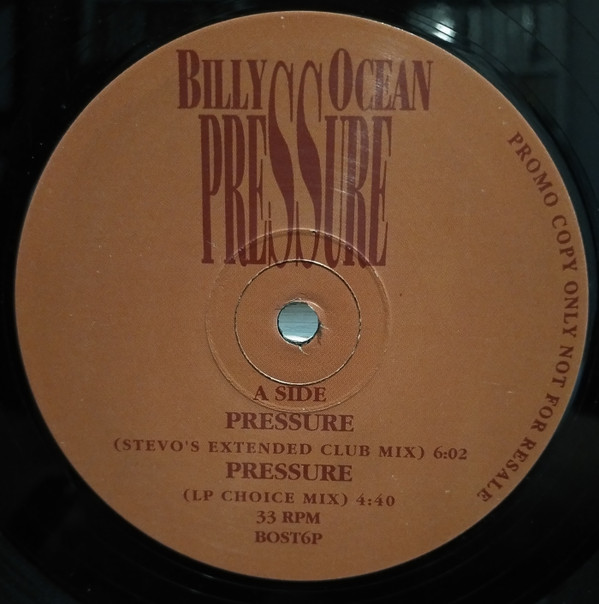 BILLY OCEAN
PRESSURE
A SIDE
PRESSURE
(STEVO'S EXTENDED CLUB MIX) 6:02
PRESSURE
(LP CHOICE MIX) 4:40
33 RPM
BOST6P
PROMO COPY ONLY NOT FOR RESALE